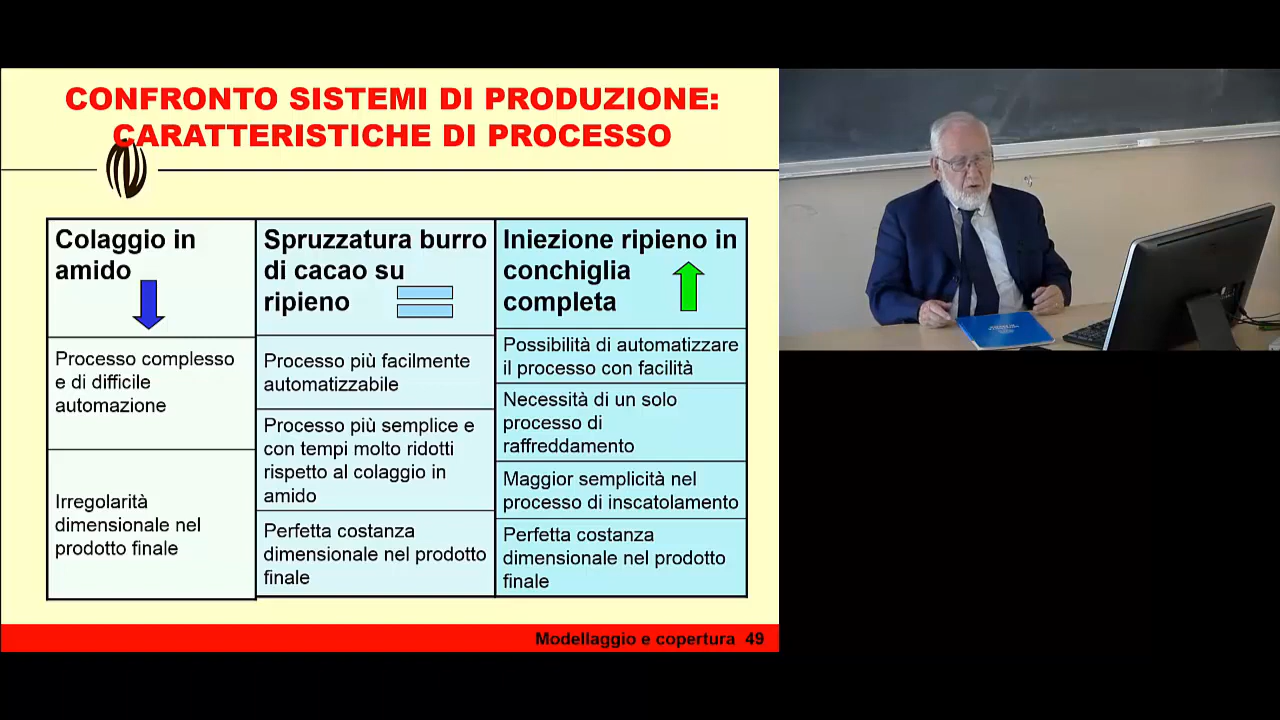 CONFRONTO SISTEMI DI PRODUZIONE:
CARATTERISTICHE DI PROCESSO
Colaggio in
amido
Processo complesso
e di difficile
automazione
Irregolarità
dimensionale nel
prodotto finale
Spruzzatura burro
di cacao su
ripieno
Processo più facilmente
automatizzabile
Processo più semplice e
con tempi molto ridotti
rispetto al colaggio in
amido
Perfetta costanza
dimensionale nel prodotto
finale
Iniezione ripieno in
conchiglia
completa
Possibilità di automatizzare
il processo con facilità
Necessità di un solo
processo di
raffreddamento
Maggior semplicità nel
processo di inscatolamento
Perfetta costanza
dimensionale nel prodotto
finale
Modellaggio e copertura 49